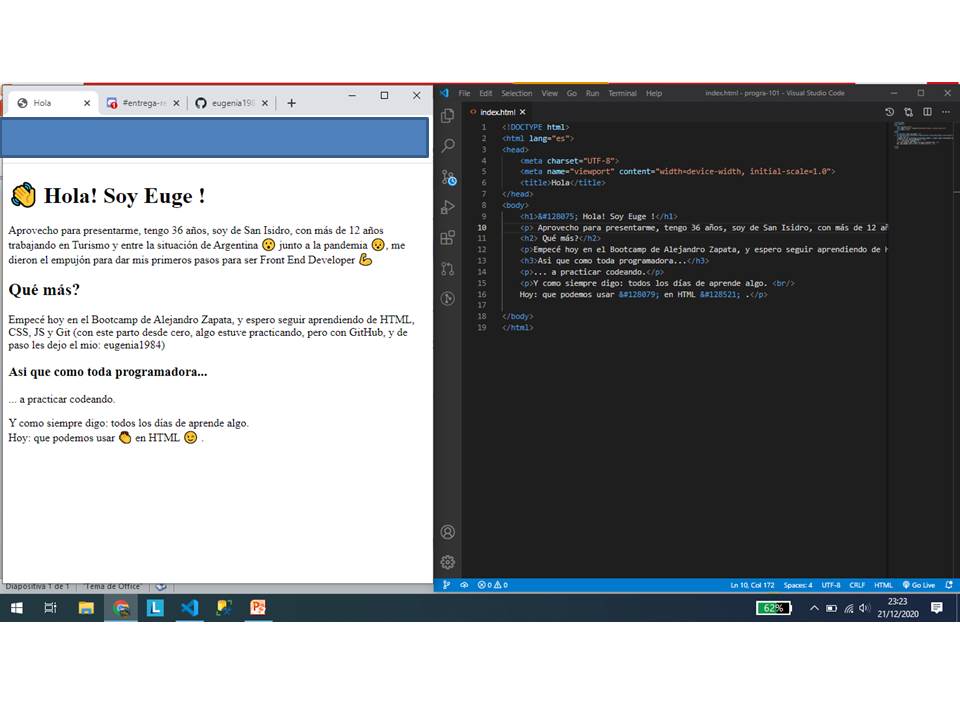 Hola
#entrega-re
eugenia198
👋 Hola! Soy Euge !
Aprovecho para presentarme, tengo 36 años, soy de San Isidro, con más de 12 años
trabajando en Turismo y entre la situación de Argentina 😮 junto a la pandemia 😥, me
dieron el empujón para dar mis primeros pasos para ser Front End Developer 💪
Qué más?
Empecé hoy en el Bootcamp de Alejandro Zapata, y espero seguir aprendiendo de HTML,
CSS, JS y Git (con este parto desde cero, algo estuve practicando, pero con GitHub, y de
paso les dejo el mio: eugenia1984)
Asi que como toda programadora...
... a practicar codeando.
Y como siempre digo: todos los días de aprende algo.
Hoy: que podemos usar 👏 en HTML 😉 .
Diapositiva 1 de 1 "Tema de Office"
File Edit Selection View Go Run Terminal Help index.html - progra-101 - Visual Studio Code
index.html
1 <!DOCTYPE html>
2 <html lang="es">
3 <head>
4 <meta charset="UTF-8">
5 <meta name="viewport" content="width=device-width, initial-scale=1.0">
6 <title>Hola</title>
7 </head>
8 <body>
9 <h1>&#128075; Hola! Soy Euge !</h1>
10 <p> Aprovecho para presentarme, tengo 36 años, soy de San Isidro, con más de 12 añ
11 <h2> Qué más?</h2>
12 <p>Empecé hoy en el Bootcamp de Alejandro Zapata, y espero seguir aprendiendo de H
13 <h3>Asi que como toda programadora...</h3>
14 <p>... a practicar codeando.</p>
15 <p>Y como siempre digo: todos los días de aprende algo. <br/>
16 Hoy: que podemos usar &#128079; en HTML &#128521; .</p>
17
18 </body>
19 </html>
0 0 Ln 10, Col 172 Spaces: 4 UTF-8 CRLF HTML Go Live
62% 23:23
21/12/2020